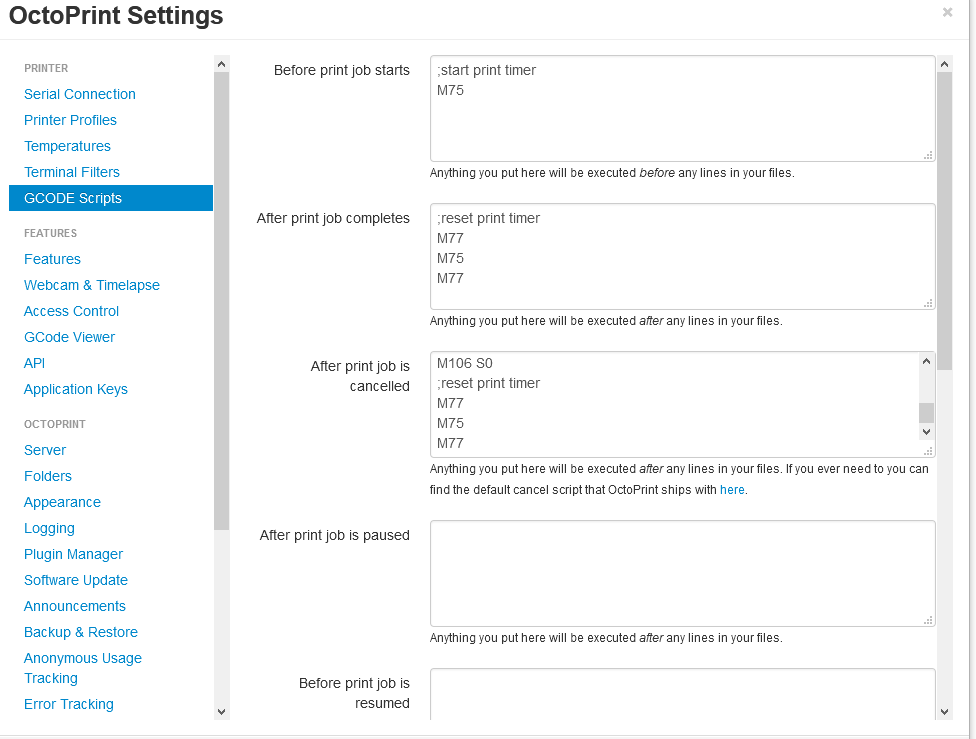 OctoPrint Settings
×
PRINTER
Serial Connection
Printer Profiles
Temperatures
Terminal Filters
GCODE Scripts
FEATURES
Features
Webcam & Timelapse
Access Control
GCode Viewer
API
Application Keys
OCTOPRINT
Server
Folders
Appearance
Logging
Plugin Manager
Software Update
Announcements
Backup & Restore
Anonymous Usage
Tracking
Error Tracking
Before print job starts
;start print timer
M75
Anything you put here will be executed before any lines in your files.
After print job completes
;reset print timer
M77
M75
M77
Anything you put here will be executed after any lines in your files.
After print job is
cancelled
M106 S0
;reset print timer
M77
M75
M77
Anything you put here will be executed after any lines in your files. If you ever need to you can
find the default cancel script that OctoPrint ships with here.
After print job is paused
Anything you put here will be executed after any lines in your files.
Before print job is
resumed